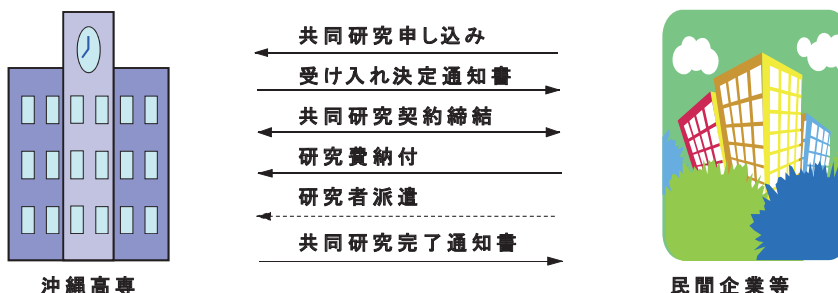 共同研究申し込み
受け入れ決定通知書
共同研究契約締結
研究費納付
研究者派遣
共同研究完了通知書
沖縄高専
民間企業等